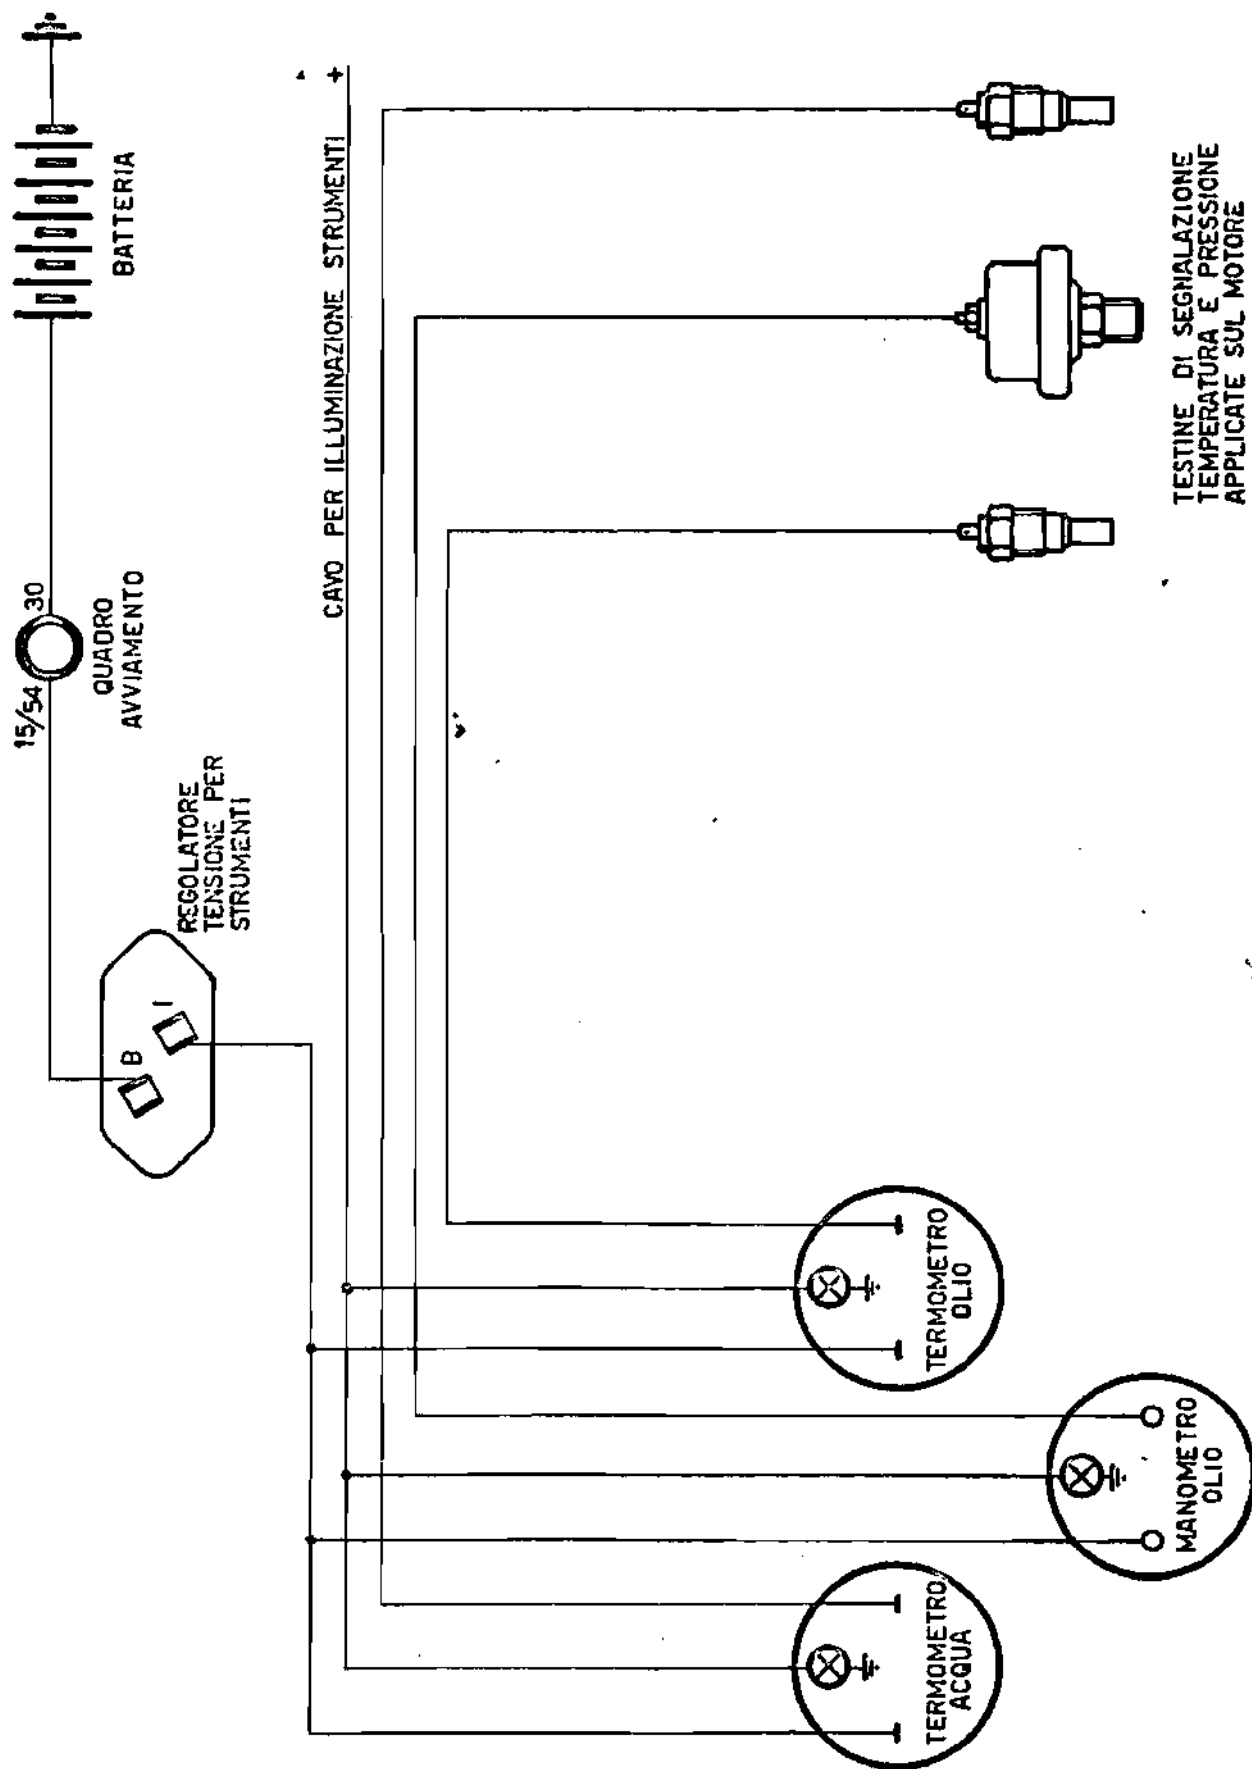 BATTERIA
30
15/54
QUADRO
AVVIAMENTO
REGOLATORE
TENSIONE PER
STRUMENTI
B
I
+
CAVO PER ILLUMINAZIONE STRUMENTI
TESTINE DI SEGNALAZIONE
TEMPERATURA E PRESSIONE
APPLICATE SUL MOTORE
TERMOMETRO
OLIO
MANOMETRO
OLIO
TERMOMETRO
ACQUA